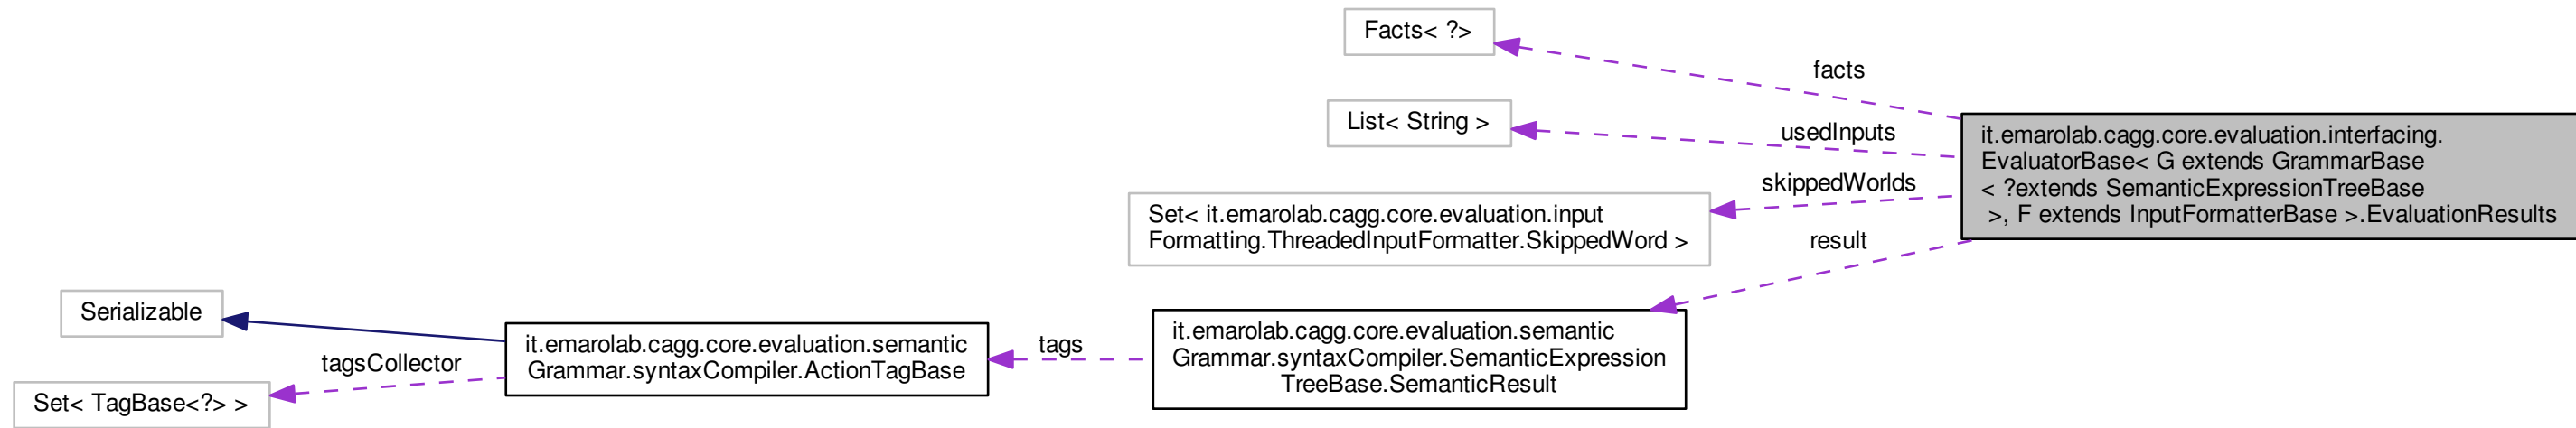 Facts< ?>
facts
List< String >
usedInputs
it.emarolab.cagg.core.evaluation.interfacing.
EvaluatorBase< G extends GrammarBase
< ?extends SemanticExpressionTreeBase
>, F extends InputFormatterBase >.EvaluationResults
skippedWorlds
Set< it.emarolab.cagg.core.evaluation.input
Formatting.ThreadedInputFormatter.SkippedWord >
result
Serializable
it.emarolab.cagg.core.evaluation.semantic
Grammar.syntaxCompiler.ActionTagBase
tagsCollector
Set< TagBase<?> >
tags
it.emarolab.cagg.core.evaluation.semantic
Grammar.syntaxCompiler.SemanticExpression
TreeBase.SemanticResult